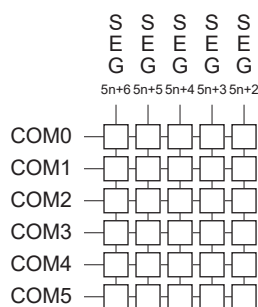 S S S S S
E E E E E
G G G G G
5n+6 5n+5 5n+4 5n+3 5n+2
COM0
COM1
COM2
COM3
COM4
COM5